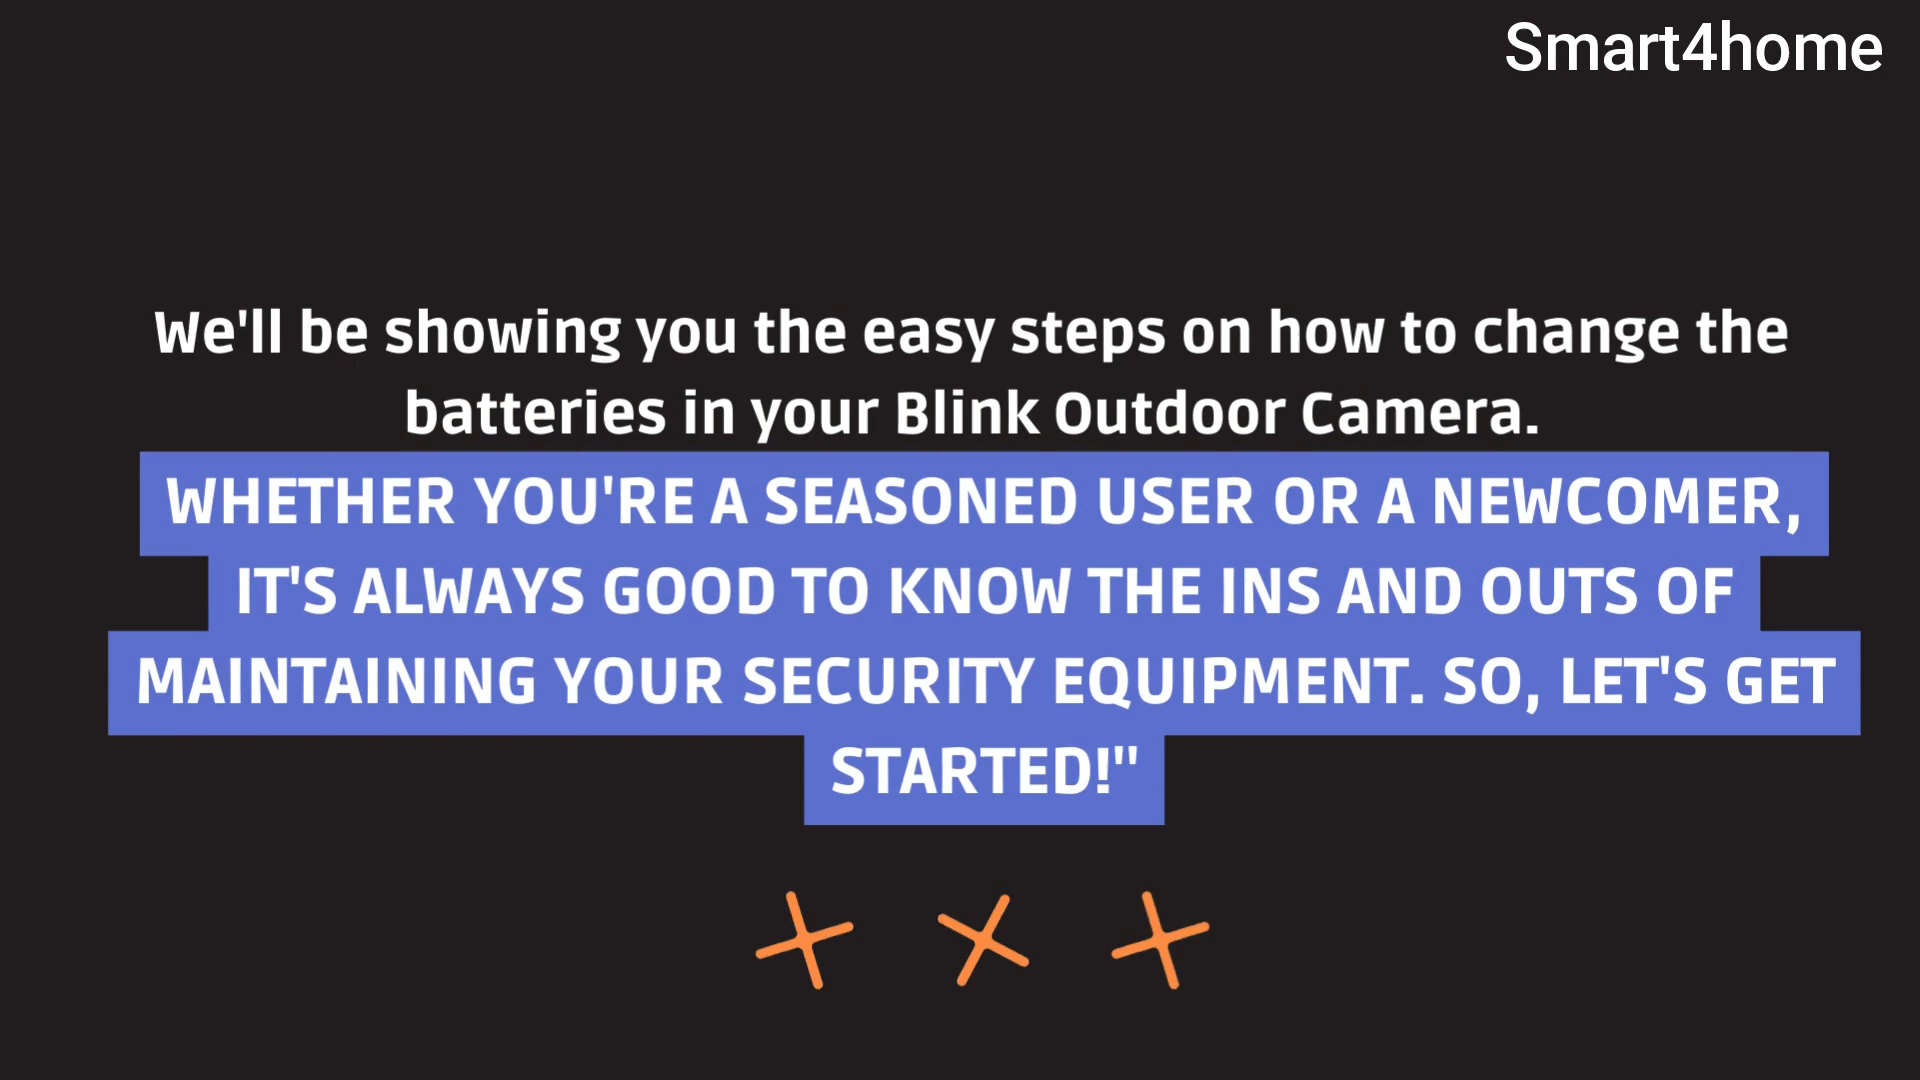 Smart4home
We'll be showing you the easy steps on how to change the
batteries in your Blink Outdoor Camera.
WHETHER YOU'RE A SEASONED USER OR A NEWCOMER,
IT'S ALWAYS GOOD TO KNOW THE INS AND OUTS OF
MAINTAINING YOUR SECURITY EQUIPMENT. SO, LET'S GET
STARTED!"